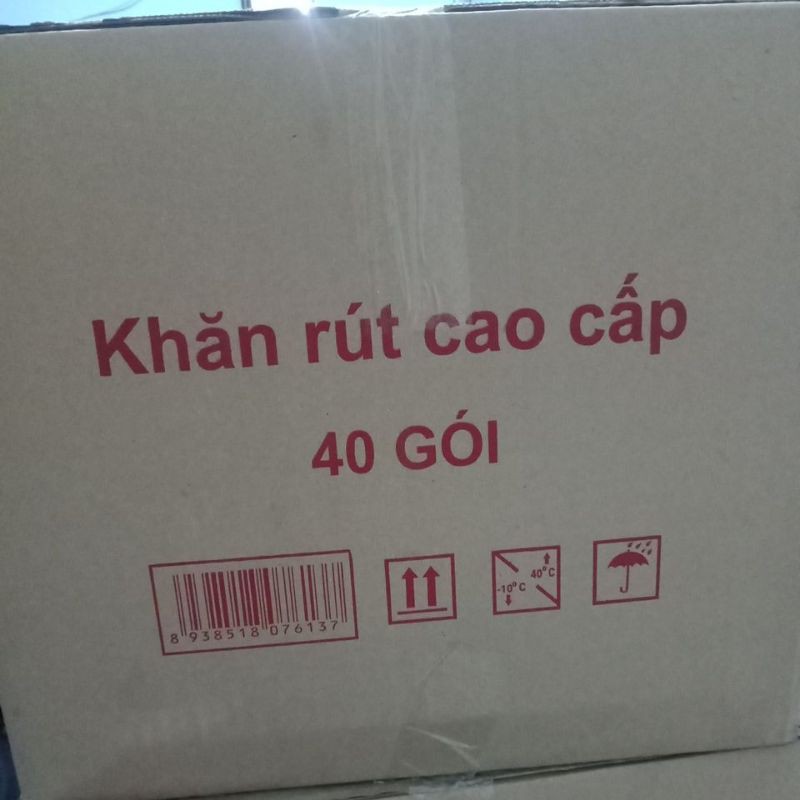 Khăn rút cao cấp
40 GÓI
8 938518 076137
40°C
-10°C